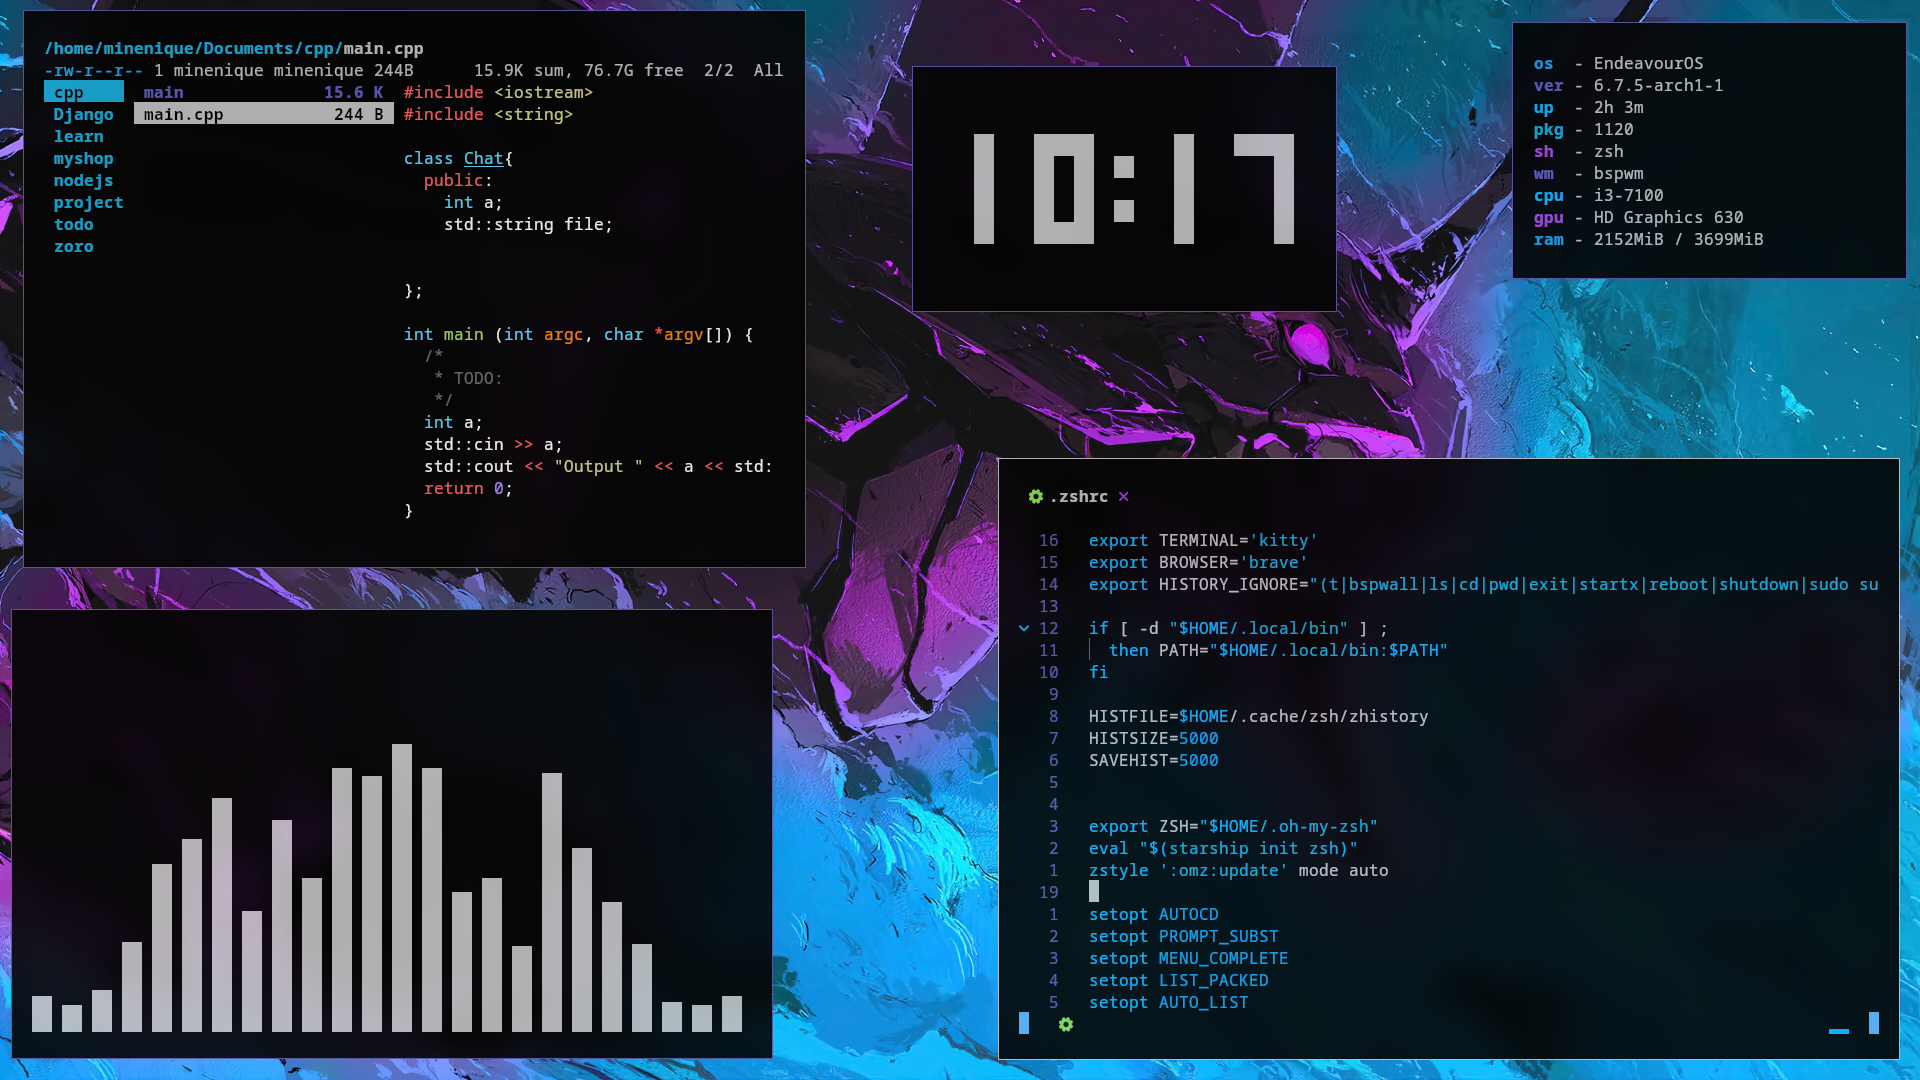 /home/minenique/Documents/cpp/main.cpp
-rw-r--r-- 1 minenique minenique 244B 15.9K sum, 76.7G free 2/2 All
cpp main 15.6 K #include <iostream>
Django main.cpp 244 B #include <string>
learn
myshop class Chat{
nodejs public:
project int a;
todo std::string file;
zoro
};
int main (int argc, char *argv[]) {
/*
* TODO:
*/
int a;
std::cin >> a;
std::cout << "Output " << a << std:
return 0;
}
10:17
os - EndeavourOS
ver - 6.7.5-arch1-1
up - 2h 3m
pkg - 1120
sh - zsh
wm - bspwm
cpu - i3-7100
gpu - HD Graphics 630
ram - 2152MiB / 3699MiB
.zshrc ×
16 export TERMINAL='kitty'
15 export BROWSER='brave'
14 export HISTORY_IGNORE="(t|bspwall|ls|cd|pwd|exit|startx|reboot|shutdown|sudo su
13
12 if [ -d "$HOME/.local/bin" ] ;
11 then PATH="$HOME/.local/bin:$PATH"
10 fi
9
8 HISTFILE=$HOME/.cache/zsh/zhistory
7 HISTSIZE=5000
6 SAVEHIST=5000
5
4
3 export ZSH="$HOME/.oh-my-zsh"
2 eval "$(starship init zsh)"
1 zstyle ':omz:update' mode auto
19
1 setopt AUTOCD
2 setopt PROMPT_SUBST
3 setopt MENU_COMPLETE
4 setopt LIST_PACKED
5 setopt AUTO_LIST